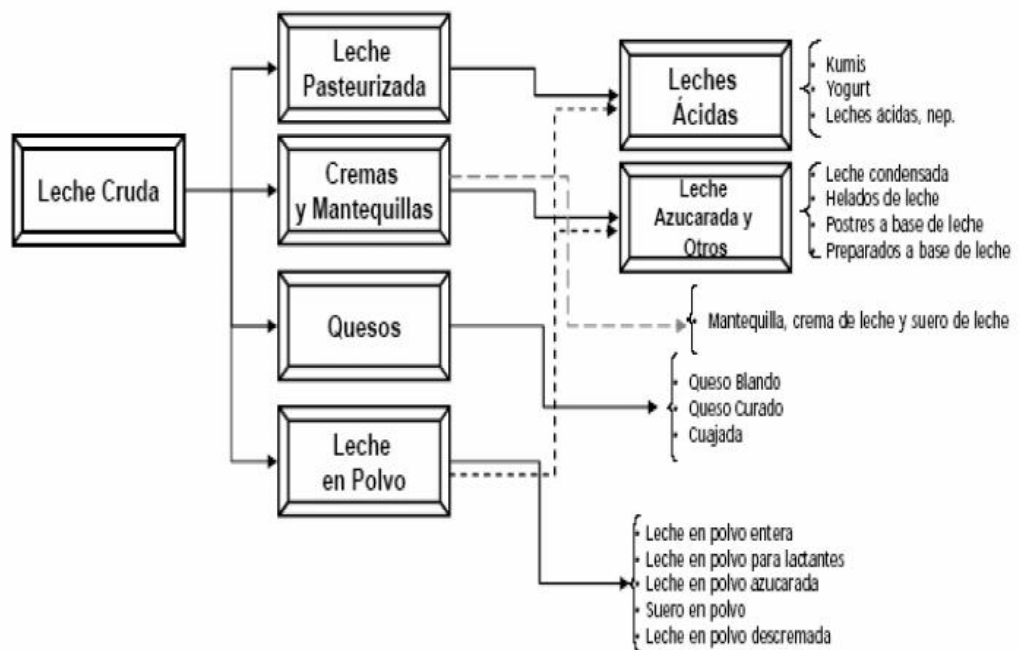 Leche Cruda
Leche
Pasteurizada
Cremas
y Mantequillas
Quesos
Leche
en Polvo
Leches
Ácidas
• Kumis
• Yogurt
• Leches ácidas, nep.
Leche
Azucarada y
Otros
• Leche condensada
• Helados de leche
• Postres a base de leche
• Preparados a base de leche
• Mantequilla, crema de leche y suero de leche
• Queso Blando
• Queso Curado
• Cuajada
• Leche en polvo entera
• Leche en polvo para lactantes
• Leche en polvo azucarada
• Suero en polvo
• Leche en polvo descremada